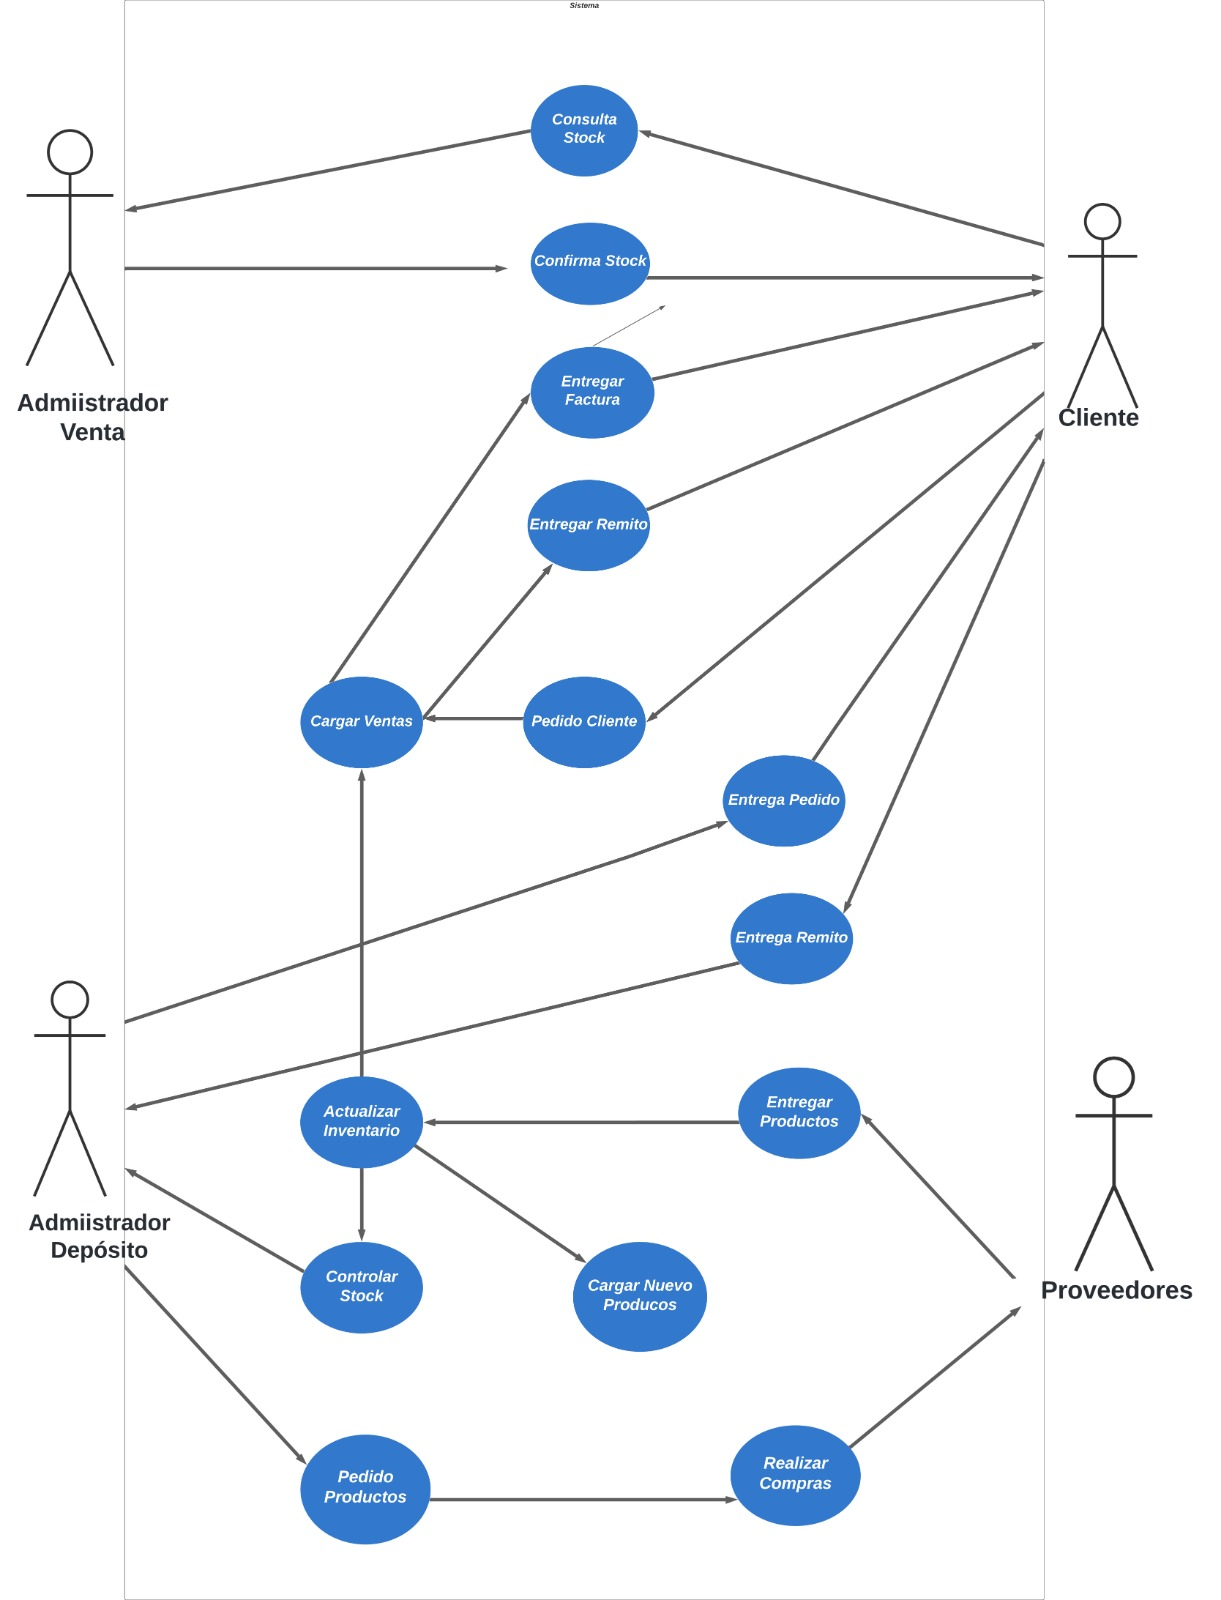 Sistema
Consulta
Stock
Confirma Stock
Admiistrador
Venta
Entregar
Factura
Cliente
Entregar Remito
Cargar Ventas
Pedido Cliente
Entrega Pedido
Entrega Remito
Actualizar
Inventario
Entregar
Productos
Admiistrador
Depósito
Controlar
Stock
Cargar Nuevo
Producos
Proveedores
Pedido
Productos
Realizar
Compras